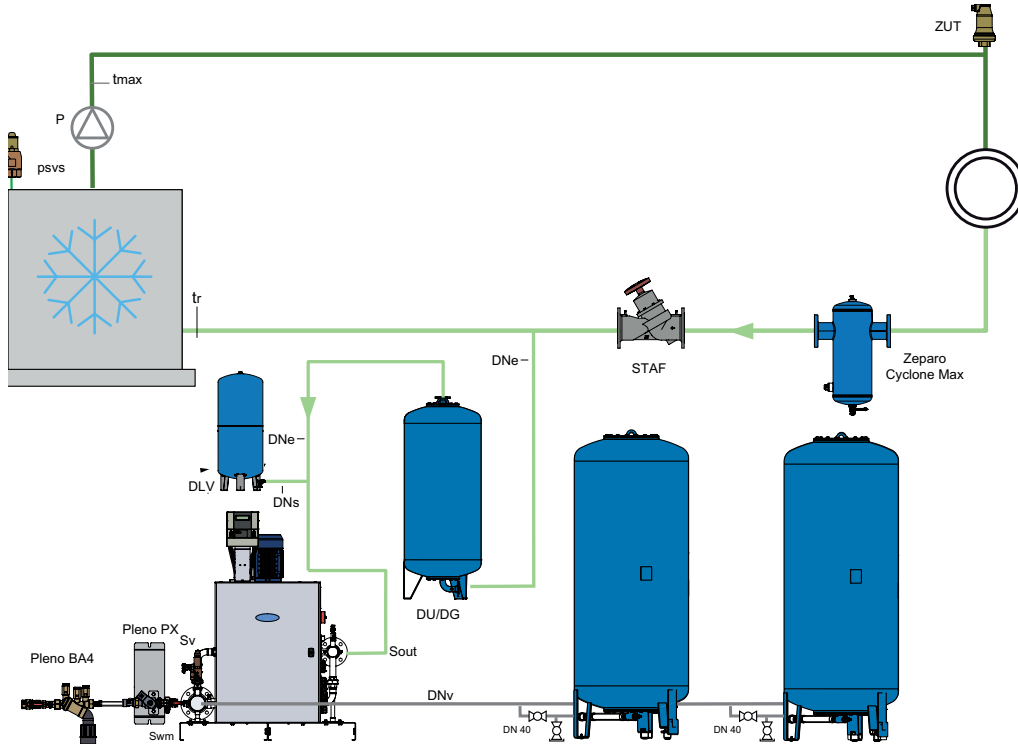 ZUT
tmax
P
psvs
tr
DNe
STAF
Zeparo
Cyclone Max
DNe
DLV
DNs
DU/DG
Pleno PX
Sv
Sout
Pleno BA4
DNv
DN 40
DN 40
Swm